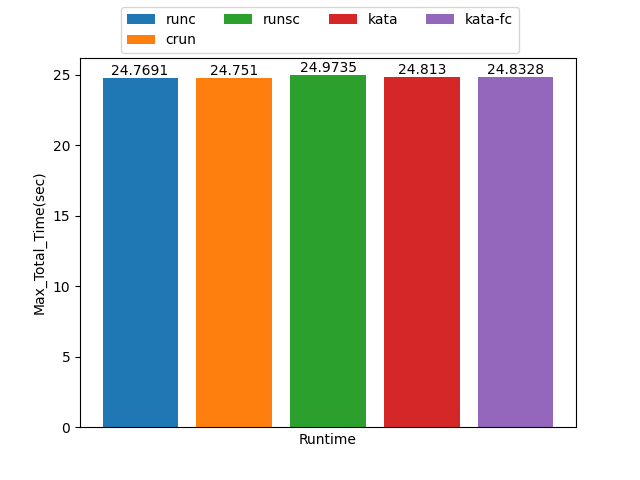 runc runsc kata kata-fc
crun
24.7691 24.751 24.9735 24.813 24.8328
25
20
15
10
5
0
Max_Total_Time(sec)
Runtime